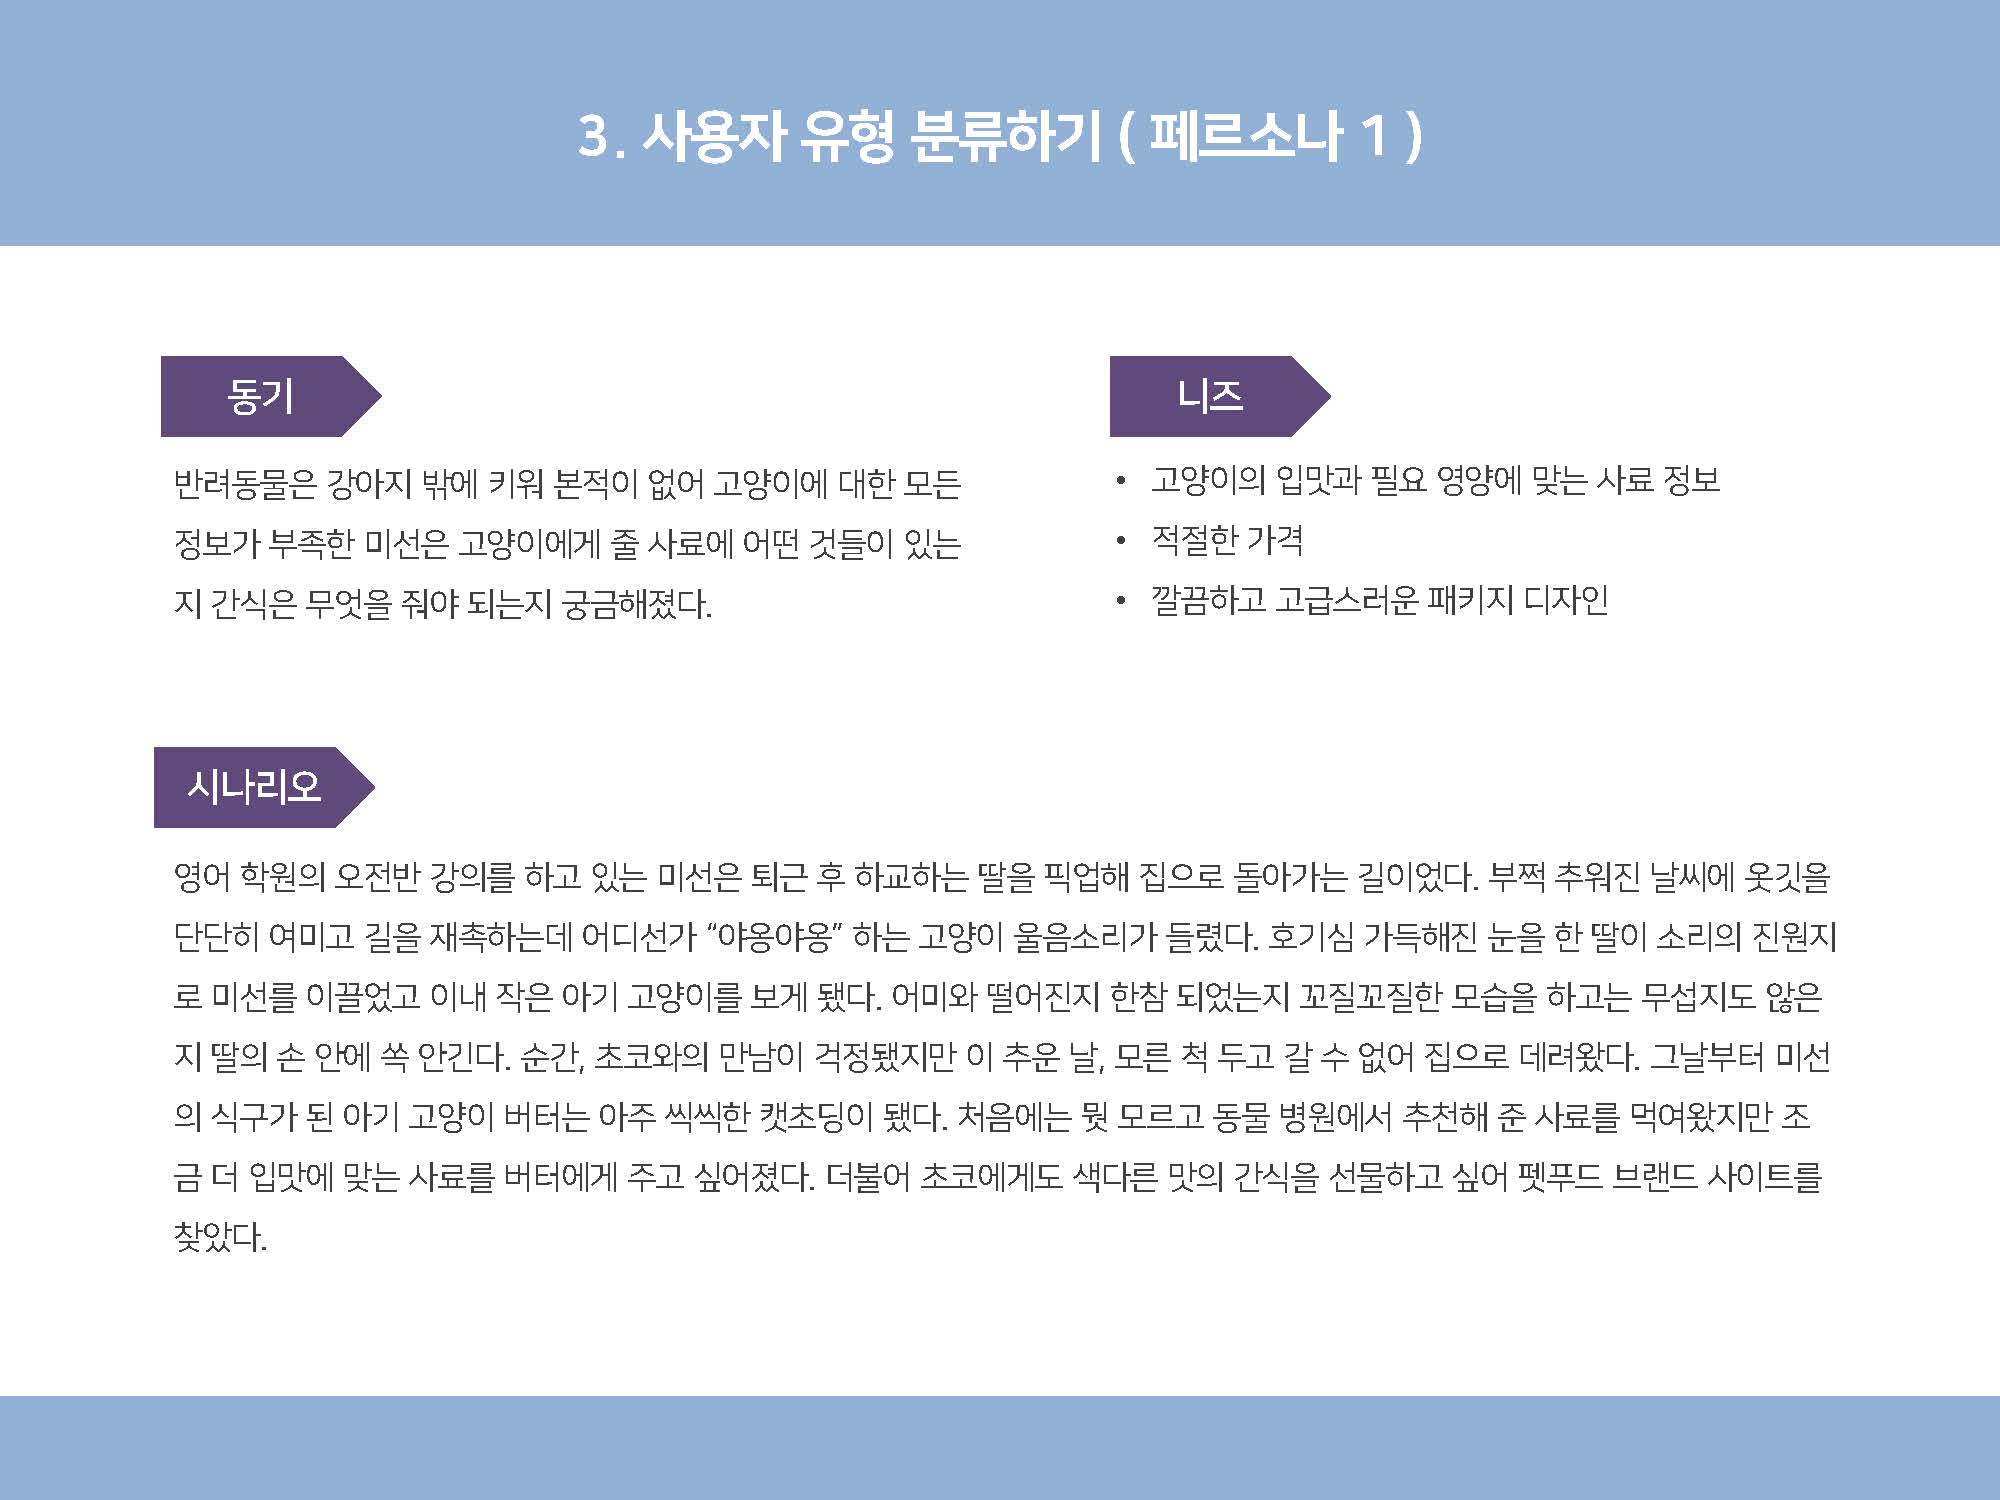 3. 사용자 유형 분류하기 ( 페르소나 1 )
동기
반려동물은 강아지 밖에 키워 본적이 없어 고양이에 대한 모든
정보가 부족한 미선은 고양이에게 줄 사료에 어떤 것들이 있는
지 간식은 무엇을 줘야 되는지 궁금해졌다.
니즈
• 고양이의 입맛과 필요 영양에 맞는 사료 정보
• 적절한 가격
• 깔끔하고 고급스러운 패키지 디자인
시나리오
영어 학원의 오전반 강의를 하고 있는 미선은 퇴근 후 하교하는 딸을 픽업해 집으로 돌아가는 길이었다. 부쩍 추워진 날씨에 옷깃을
단단히 여미고 길을 재촉하는데 어디선가 “야옹야옹” 하는 고양이 울음소리가 들렸다. 호기심 가득해진 눈을 한 딸이 소리의 진원지
로 미선를 이끌었고 이내 작은 아기 고양이를 보게 됐다. 어미와 떨어진지 한참 되었는지 꼬질꼬질한 모습을 하고는 무섭지도 않은
지 딸의 손 안에 쏙 안긴다. 순간, 초코와의 만남이 걱정됐지만 이 추운 날, 모른 척 두고 갈 수 없어 집으로 데려왔다. 그날부터 미선
의 식구가 된 아기 고양이 버터는 아주 씩씩한 캣초딩이 됐다. 처음에는 뭣 모르고 동물 병원에서 추천해 준 사료를 먹여왔지만 조
금 더 입맛에 맞는 사료를 버터에게 주고 싶어졌다. 더불어 초코에게도 색다른 맛의 간식을 선물하고 싶어 펫푸드 브랜드 사이트를
찾았다.